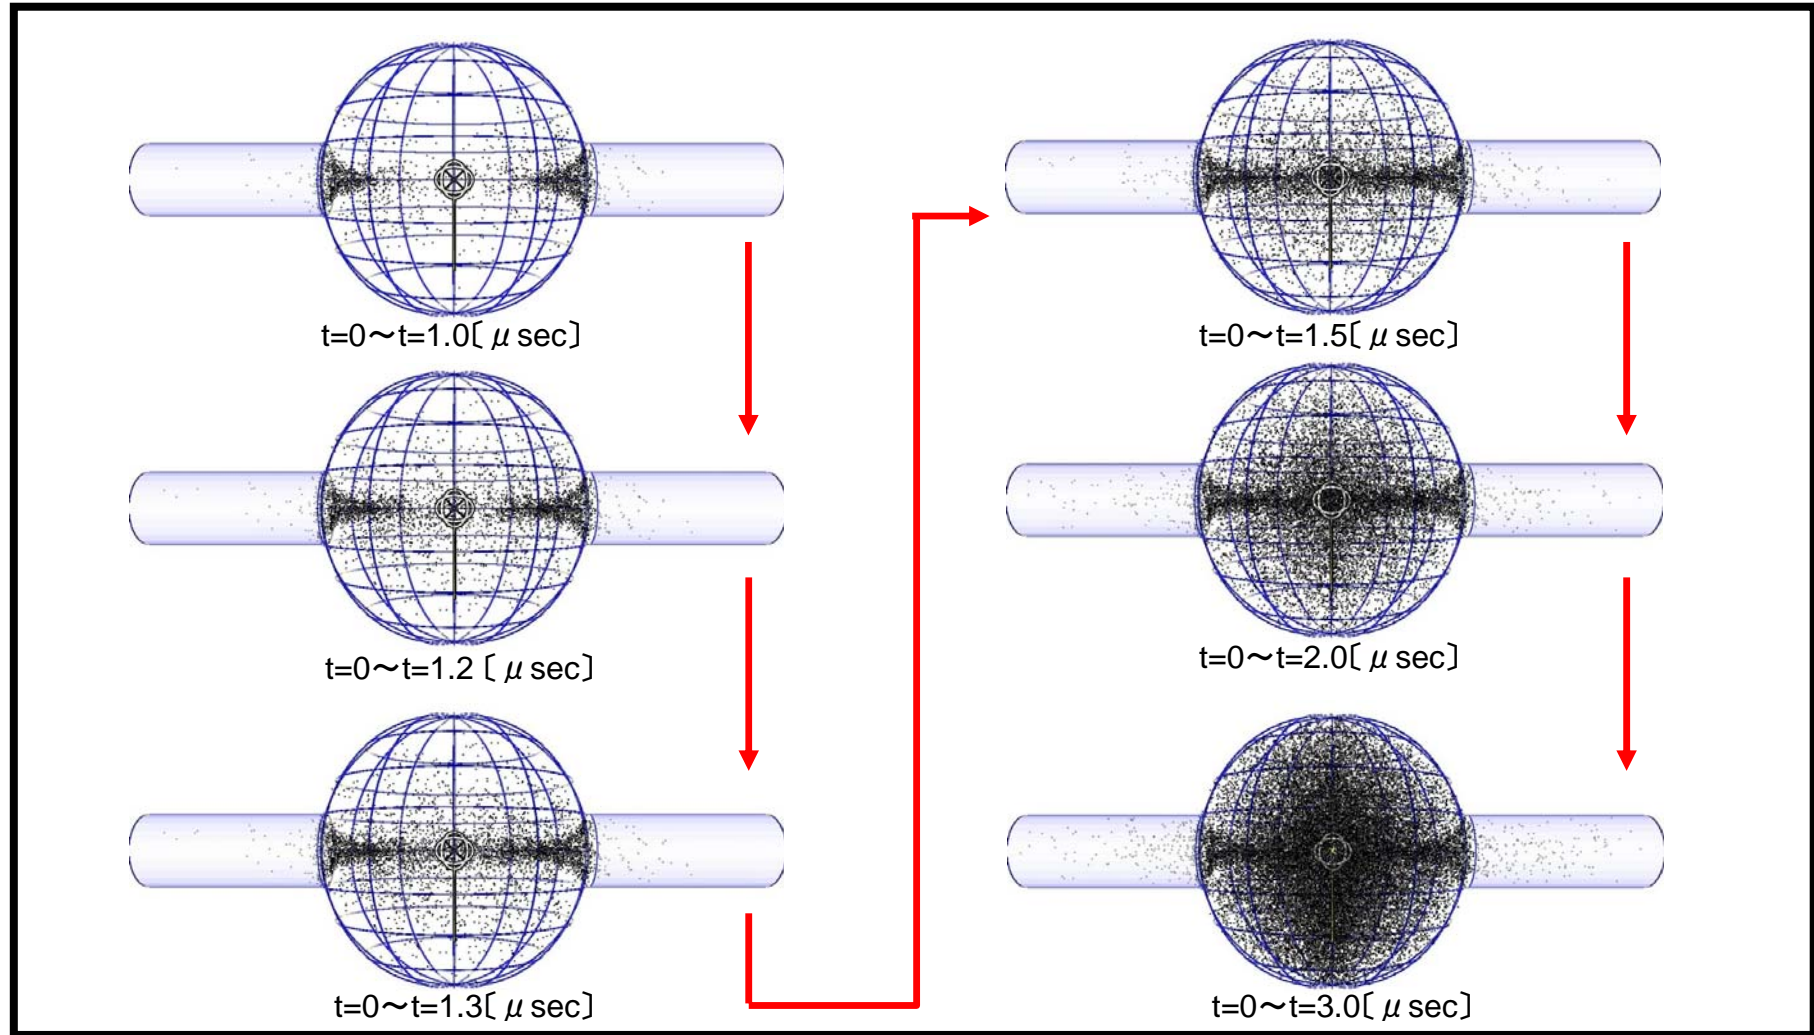 t=0～t=1.0〔μsec〕
t=0～t=1.2〔μsec〕
t=0～t=1.3〔μsec〕
t=0～t=1.5〔μsec〕
t=0～t=2.0〔μsec〕
t=0～t=3.0〔μsec〕